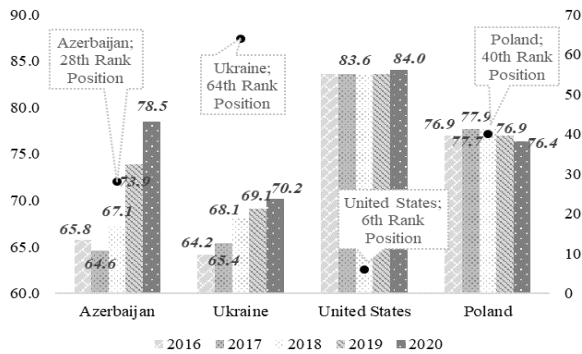 90.0
85.0
80.0
75.0
70.0
65.0
60.0
70
60
50
40
30
20
10
0
Azerbaijan;
28th Rank
Position
78.5
73.9
67.1
65.8
64.6
Ukraine;
64th Rank
Position
70.2
69.1
68.1
64.2
65.4
83.6
84.0
United States;
6th Rank
Position
Poland;
40th Rank
Position
76.9
77.9
77.7
76.9
76.4
Azerbaijan Ukraine United States Poland
2016 2017 2018 2019 2020